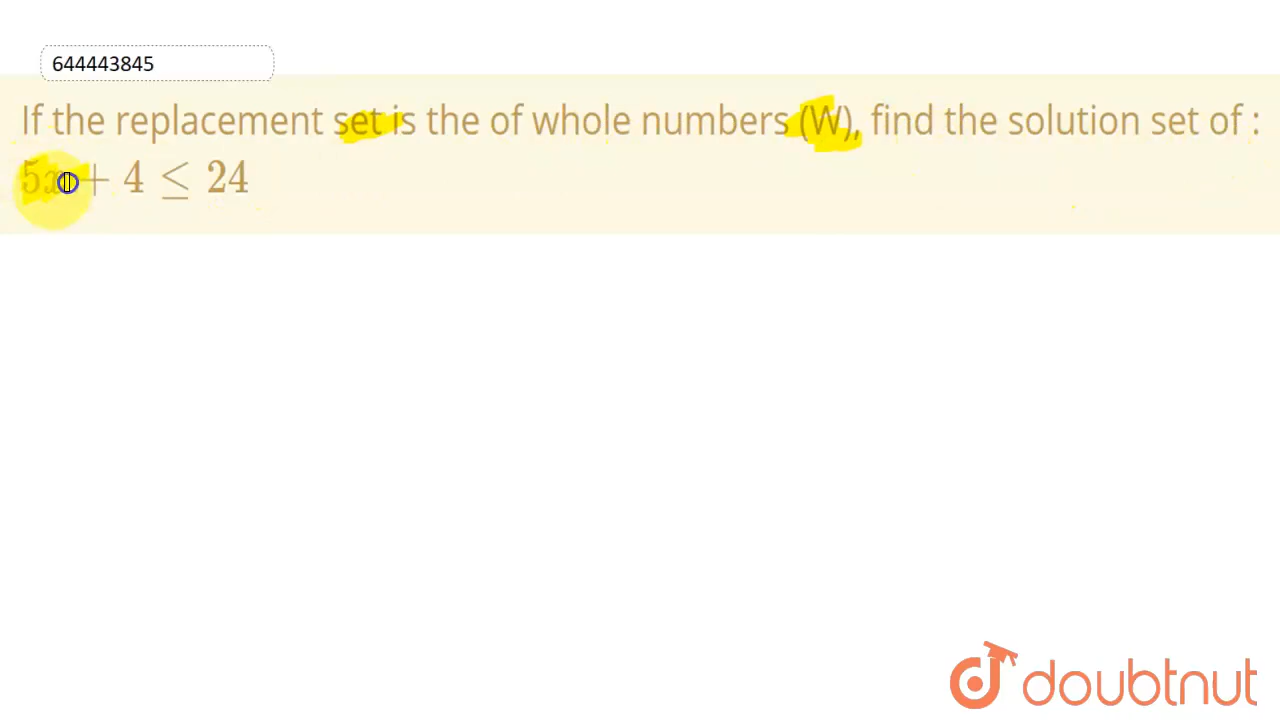 644443845
If the replacement set is the of whole numbers (W), find the solution set of :
5x + 4 ≤ 24
doubtnut